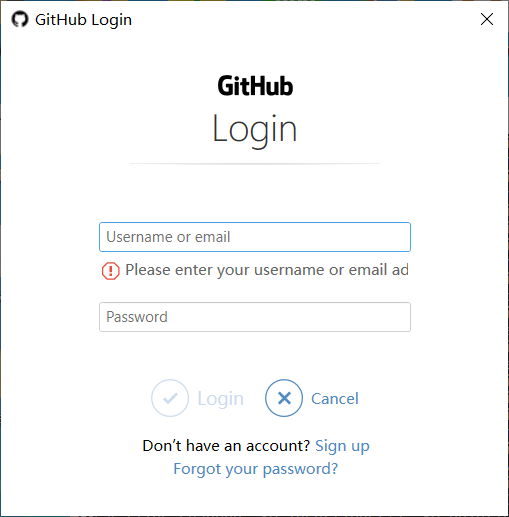 GitHub Login
GitHub
Login
Username or email
Please enter your username or email ad
Password
Login Cancel
Don't have an account? Sign up
Forgot your password?